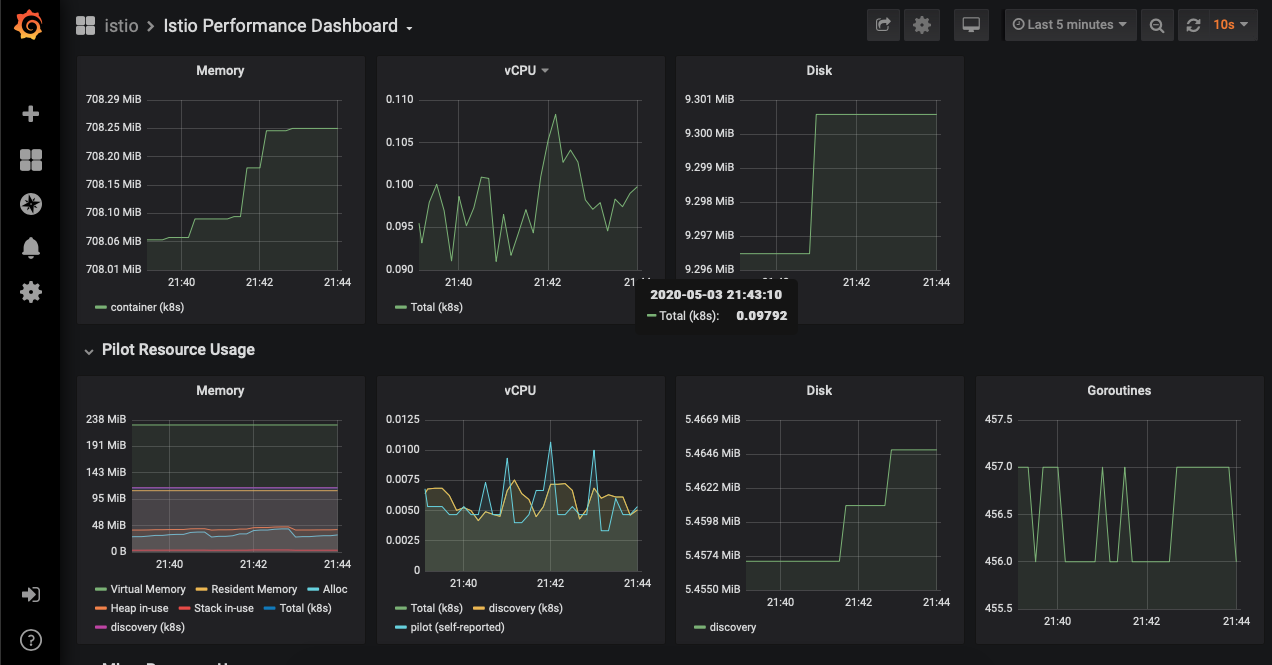 istio > Istio Performance Dashboard
Last 5 minutes
10s
Memory
708.29 MiB
708.25 MiB
708.20 MiB
708.15 MiB
708.10 MiB
708.06 MiB
708.01 MiB
21:40 21:42 21:44
container (k8s)
vCPU
0.110
0.105
0.100
0.095
0.090
21:40 21:42
Total (k8s)
Disk
9.301 MiB
9.300 MiB
9.299 MiB
9.298 MiB
9.297 MiB
9.296 MiB
21:42 21:44
2020-05-03 21:43:10
Total (k8s): 0.09792
Pilot Resource Usage
Memory
238 MiB
191 MiB
143 MiB
95 MiB
48 MiB
0 B
21:40 21:42 21:44
Virtual Memory Resident Memory Alloc
Heap in-use Stack in-use Total (k8s)
discovery (k8s)
vCPU
0.0125
0.0100
0.0075
0.0050
0.0025
0
21:40 21:42 21:44
Total (k8s) discovery (k8s)
pilot (self-reported)
Disk
5.4669 MiB
5.4646 MiB
5.4622 MiB
5.4598 MiB
5.4574 MiB
5.4550 MiB
21:40 21:42 21:44
discovery
Goroutines
457.5
457.0
456.5
456.0
455.5
21:40 21:42 21:44